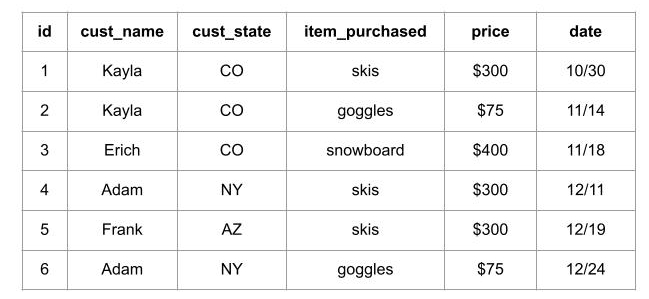 id cust_name cust_state item_purchased price date
1 Kayla CO skis $300 10/30
2 Kayla CO goggles $75 11/14
3 Erich CO snowboard $400 11/18
4 Adam NY skis $300 12/11
5 Frank AZ skis $300 12/19
6 Adam NY goggles $75 12/24